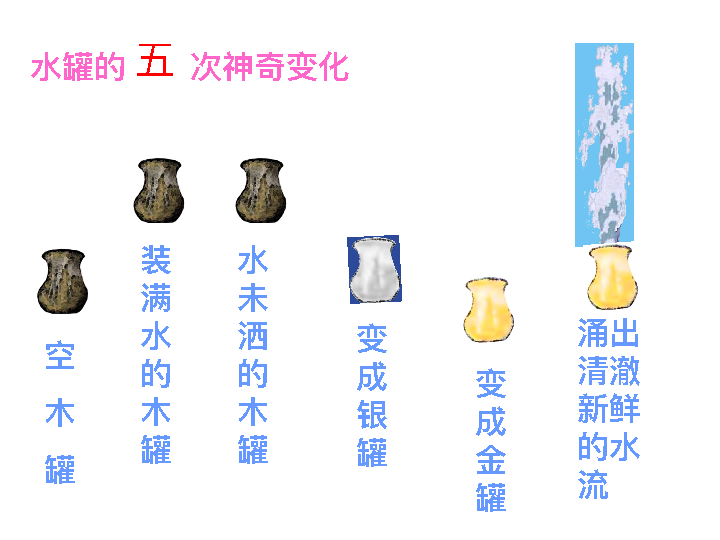 水罐的五次神奇变化
空木罐
装满水的木罐
水未洒的木罐
变成银罐
变成金罐
涌出
清澈
新鲜
的水
流